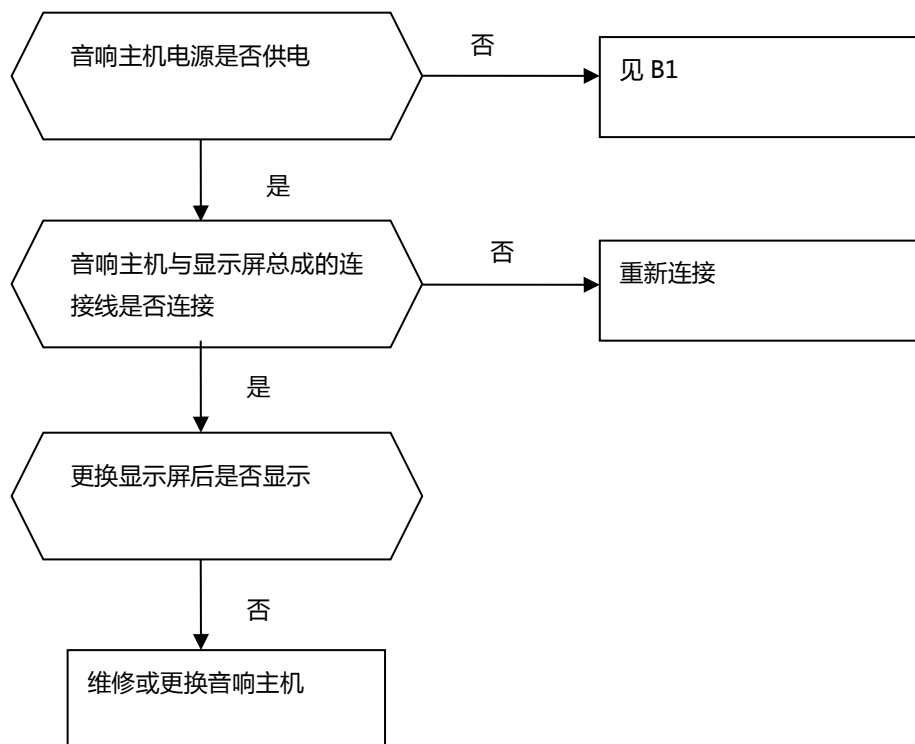 音响主机电源是否供电
否
见 B1
是
音响主机与显示屏总成的连
接线是否连接
否
重新连接
是
更换显示屏后是否显示
否
维修或更换音响主机